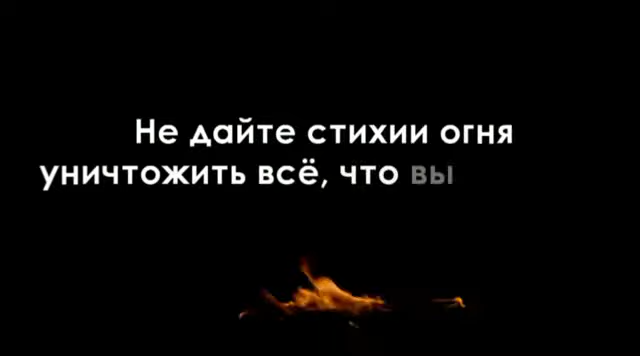 Не дайте стихии огня
уничтожить всё, что вы